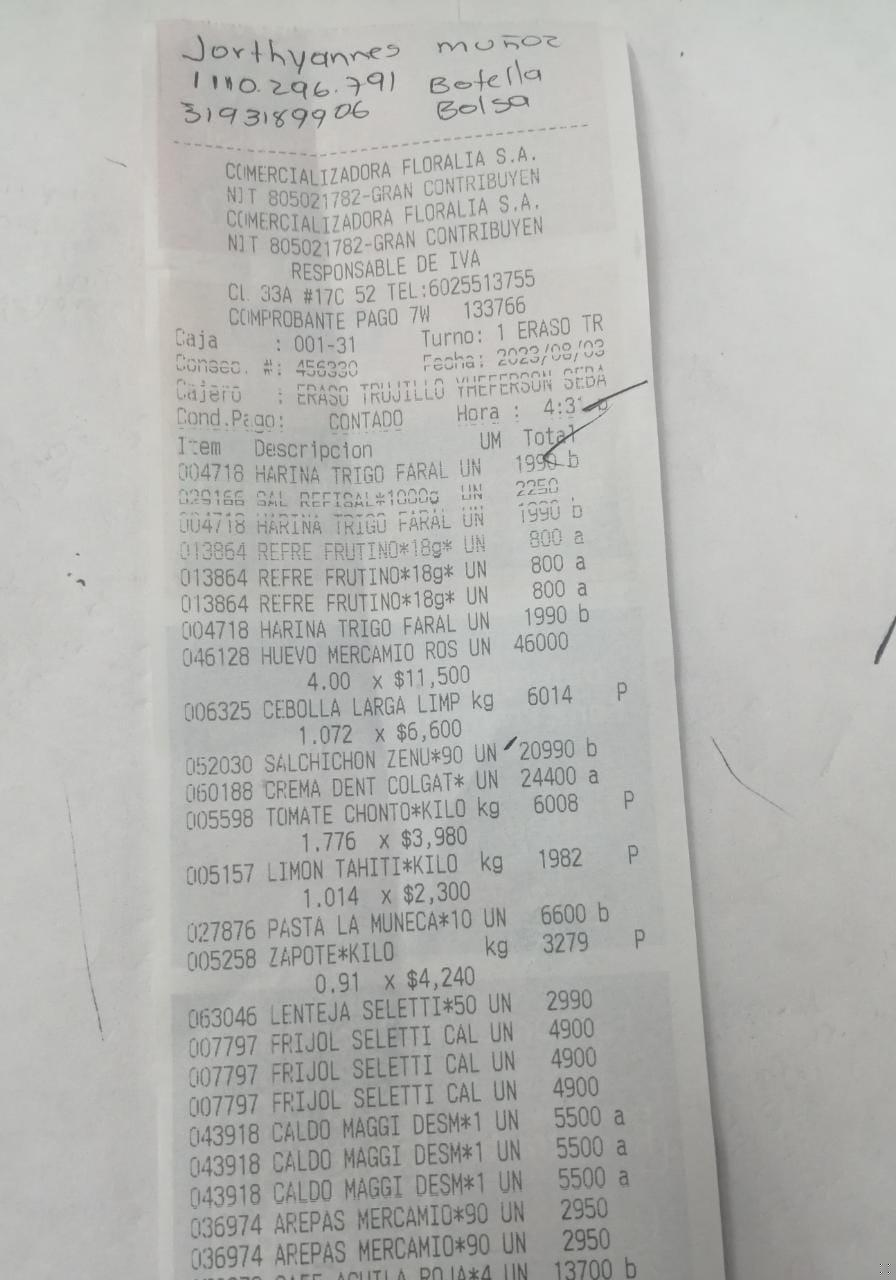 Jorthyannes muñoz
1110.296.791 Botella
3193189906 Bolsa
COMERCIALIZADORA FLORALIA S.A.
NIT 805021782-GRAN CONTRIBUYEN
COMERCIALIZADORA FLORALIA S.A.
NIT 805021782-GRAN CONTRIBUYEN
RESPONSABLE DE IVA
Cl. 33A #17C 52 TEL:6025513755
COMPROBANTE PAGO 7W 133766
Caja : 001-31 Turno: 1 ERASO TR
Consec. #: 456330 Fecha: 2023/08/03
Cajero : ERASO TRUJILLO YHEFERSON SEBA
Cond.Pago: CONTADO Hora : 4:31
Item Descripcion UM Total
004718 HARINA TRIGO FARAL UN 1990 b
029166 SAL REFISAL*1000g UN 2250
004718 HARINA TRIGO FARAL UN 1990 b
013864 REFRE FRUTINO*18g* UN 800 a
013864 REFRE FRUTINO*18g* UN 800 a
013864 REFRE FRUTINO*18g* UN 800 a
004718 HARINA TRIGO FARAL UN 1990 b
046128 HUEVO MERCAMIO ROS UN 46000
4.00 x $11,500
006325 CEBOLLA LARGA LIMP kg 6014 P
1.072 x $6,600
052030 SALCHICHON ZENU*90 UN 20990 b
060188 CREMA DENT COLGAT* UN 24400 a
005598 TOMATE CHONTO*KILO kg 6008 P
1.776 x $3,980
005157 LIMON TAHITI*KILO kg 1982 P
1.014 x $2,300
027876 PASTA LA MUNECA*10 UN 6600 b
005258 ZAPOTE*KILO kg 3279 P
0.91 x $4,240
063046 LENTEJA SELETTI*50 UN 2990
007797 FRIJOL SELETTI CAL UN 4900
007797 FRIJOL SELETTI CAL UN 4900
007797 FRIJOL SELETTI CAL UN 4900
043918 CALDO MAGGI DESM*1 UN 5500 a
043918 CALDO MAGGI DESM*1 UN 5500 a
043918 CALDO MAGGI DESM*1 UN 5500 a
036974 AREPAS MERCAMIO*90 UN 2950
036974 AREPAS MERCAMIO*90 UN 2950
CAFE AGUILA ROJA*4 UN 13700 b